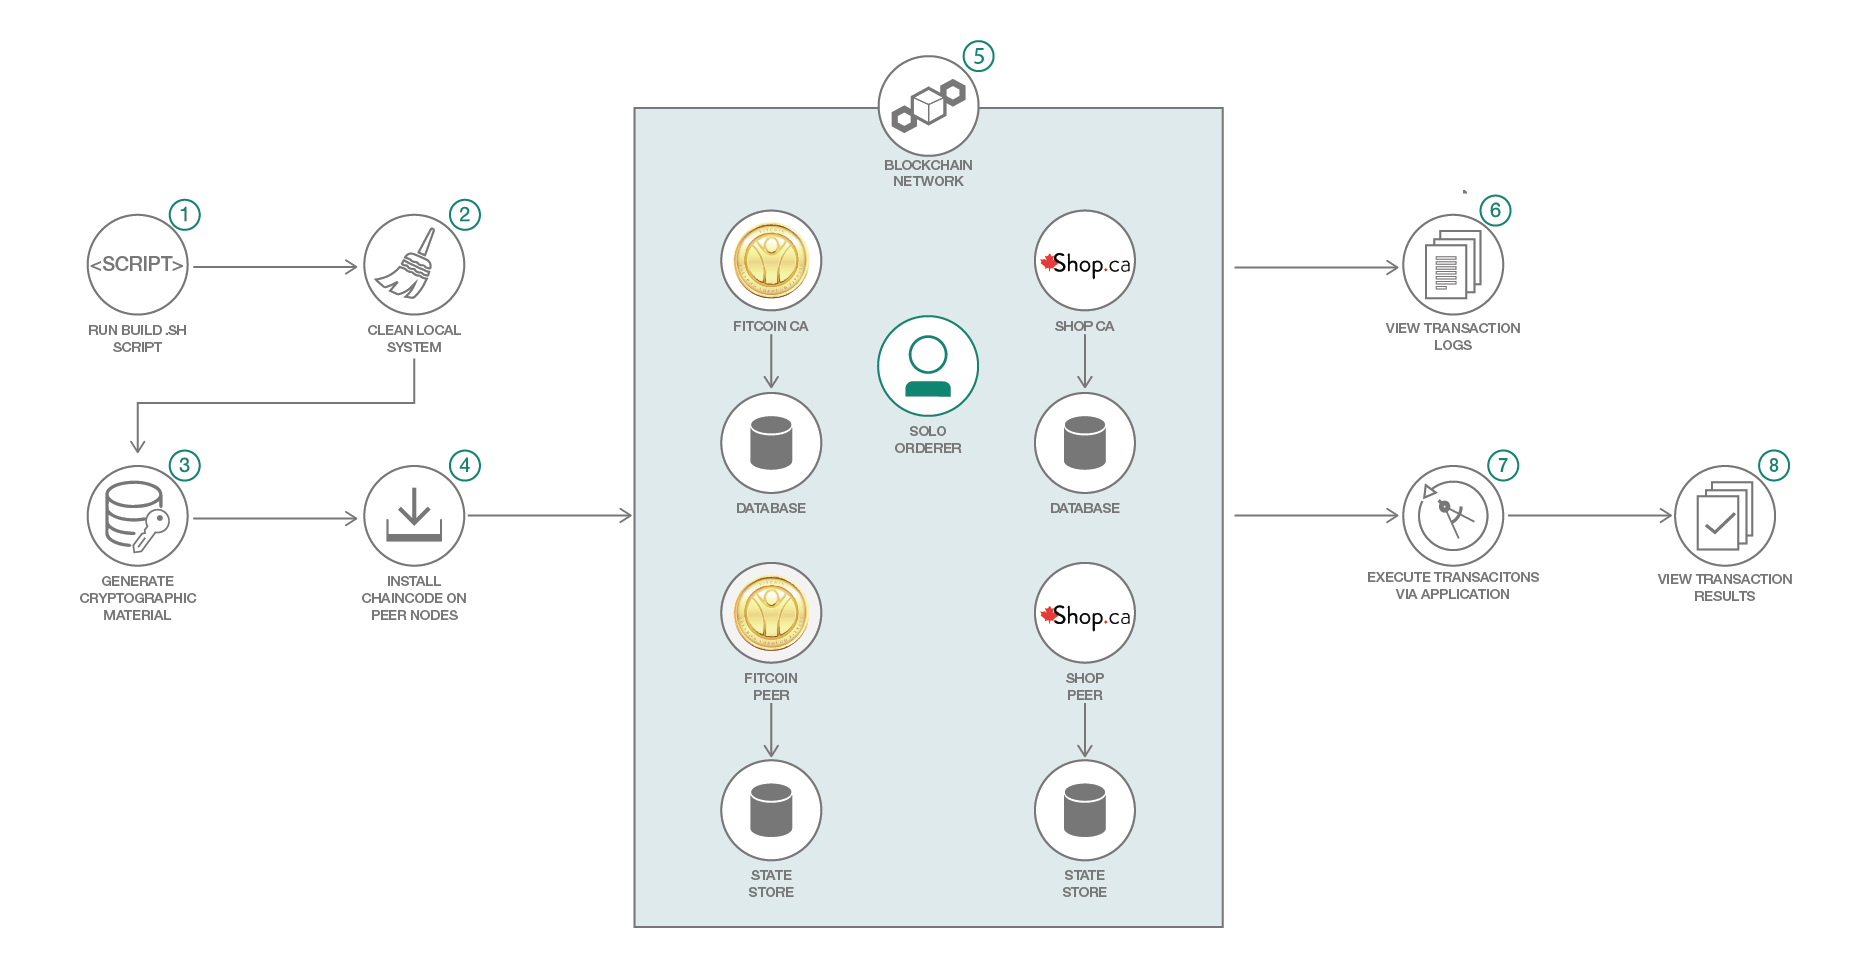 1
<SCRIPT>
RUN BUILD .SH
SCRIPT
2
CLEAN LOCAL
SYSTEM
3
GENERATE
CRYPTOGRAPHIC
MATERIAL
4
INSTALL
CHAINCODE ON
PEER NODES
5
BLOCKCHAIN
NETWORK
FITCOIN CA
Shop.ca
SHOP CA
SOLO
ORDERER
DATABASE
DATABASE
FITCOIN
PEER
Shop.ca
SHOP
PEER
STATE
STORE
STATE
STORE
6
VIEW TRANSACTION
LOGS
7
EXECUTE TRANSACITONS
VIA APPLICATION
8
VIEW TRANSACTION
RESULTS